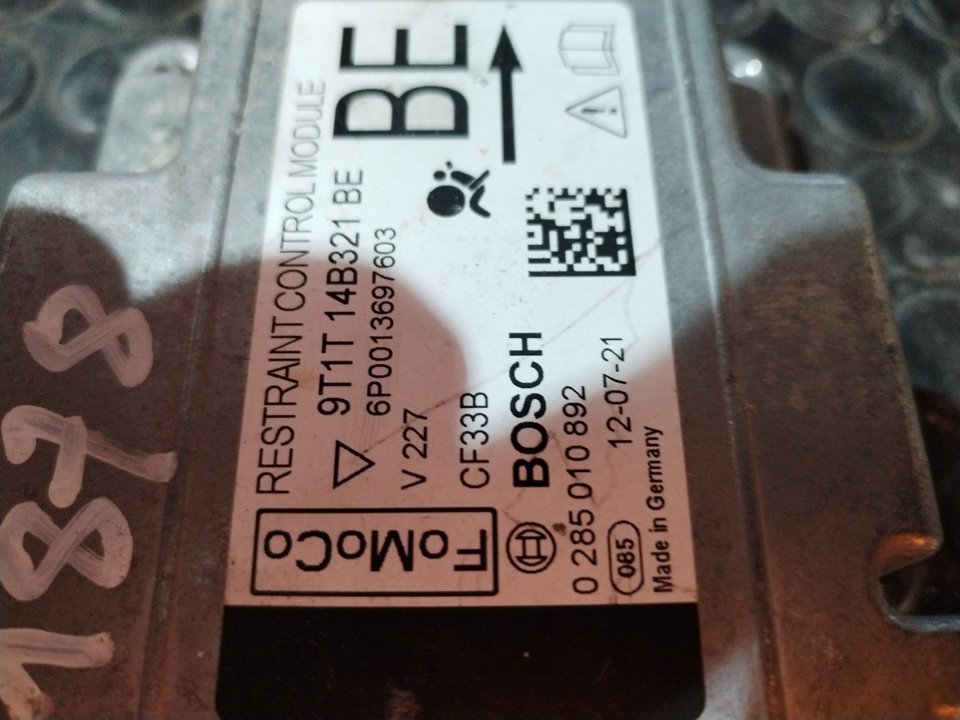 RESTRAINT CONTROL MODULE
9T1T 14B321 BE
6P0013697603
V 227
CF33B
BE
BOSCH
0 285 010 892
12-07-21
085
Made in Germany
FoMoCo
1878